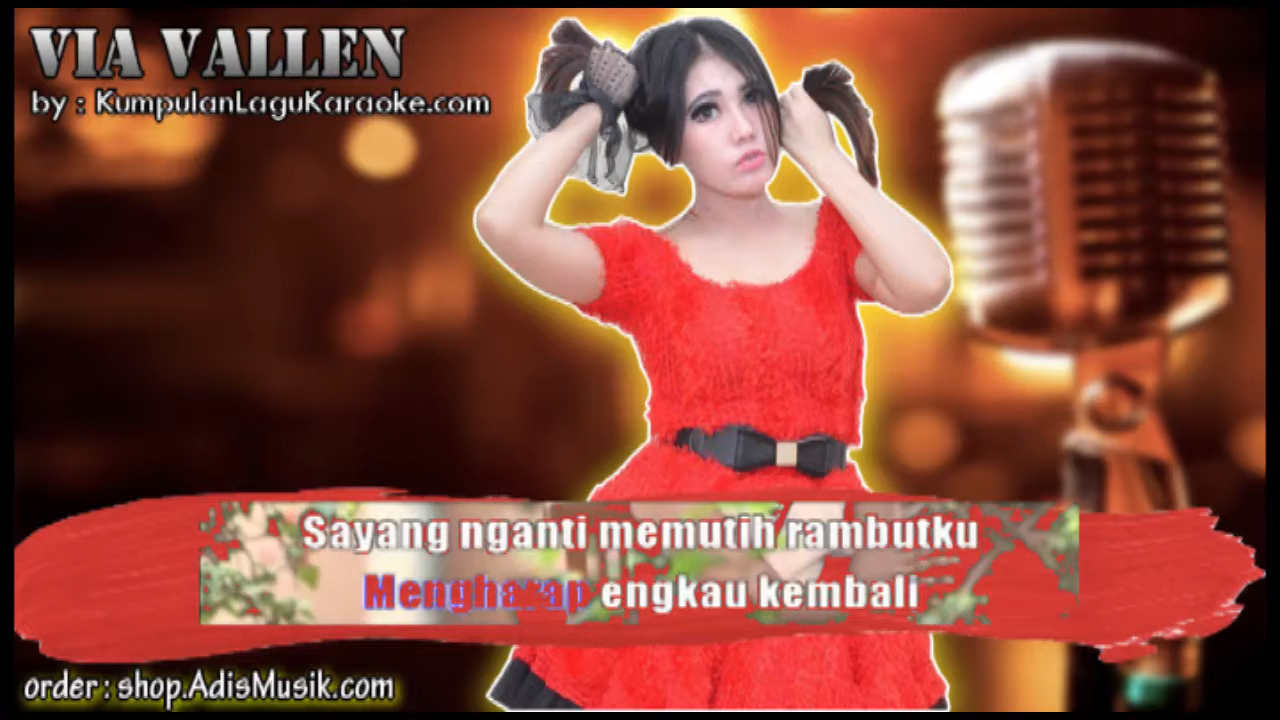 VIA VALLEN
by : KumpulanLaguKaraoke.com
Sayang nganti memutih rambutku
Mengharap engkau kembali
order : shop.AdisMusik.com